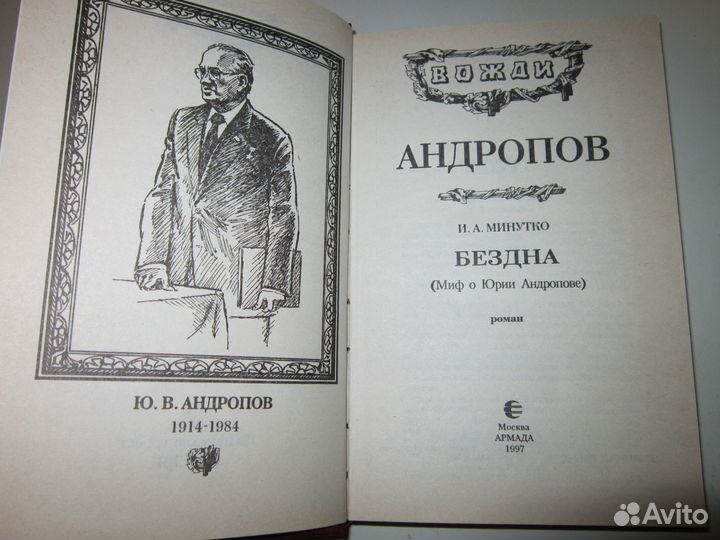 Ю. В. АНДРОПОВ
1914-1984
ВОЖДИ
АНДРОПОВ
И. А. МИНУТКО
БЕЗДНА
(Миф о Юрии Андропове)
роман
Москва
АРМАДА
1997
Avito